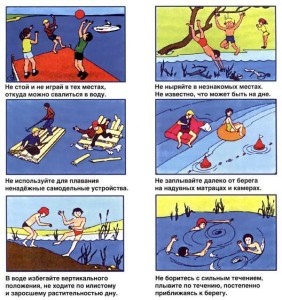 Не стой и не играй в тех местах,
откуда можно свалиться в воду.
Не ныряйте в незнакомых местах.
Не известно, что может быть на дне.
Не используйте для плавания
ненадёжные самодельные устройства.
Не заплывайте далеко от берега
на надувных матрацах и камерах.
В воде избегайте вертикального
положения, не ходите по илистому
и заросшему растительностью дну.
Не боритесь с сильным течением,
плывите по течению, постепенно
приближаясь к берегу.